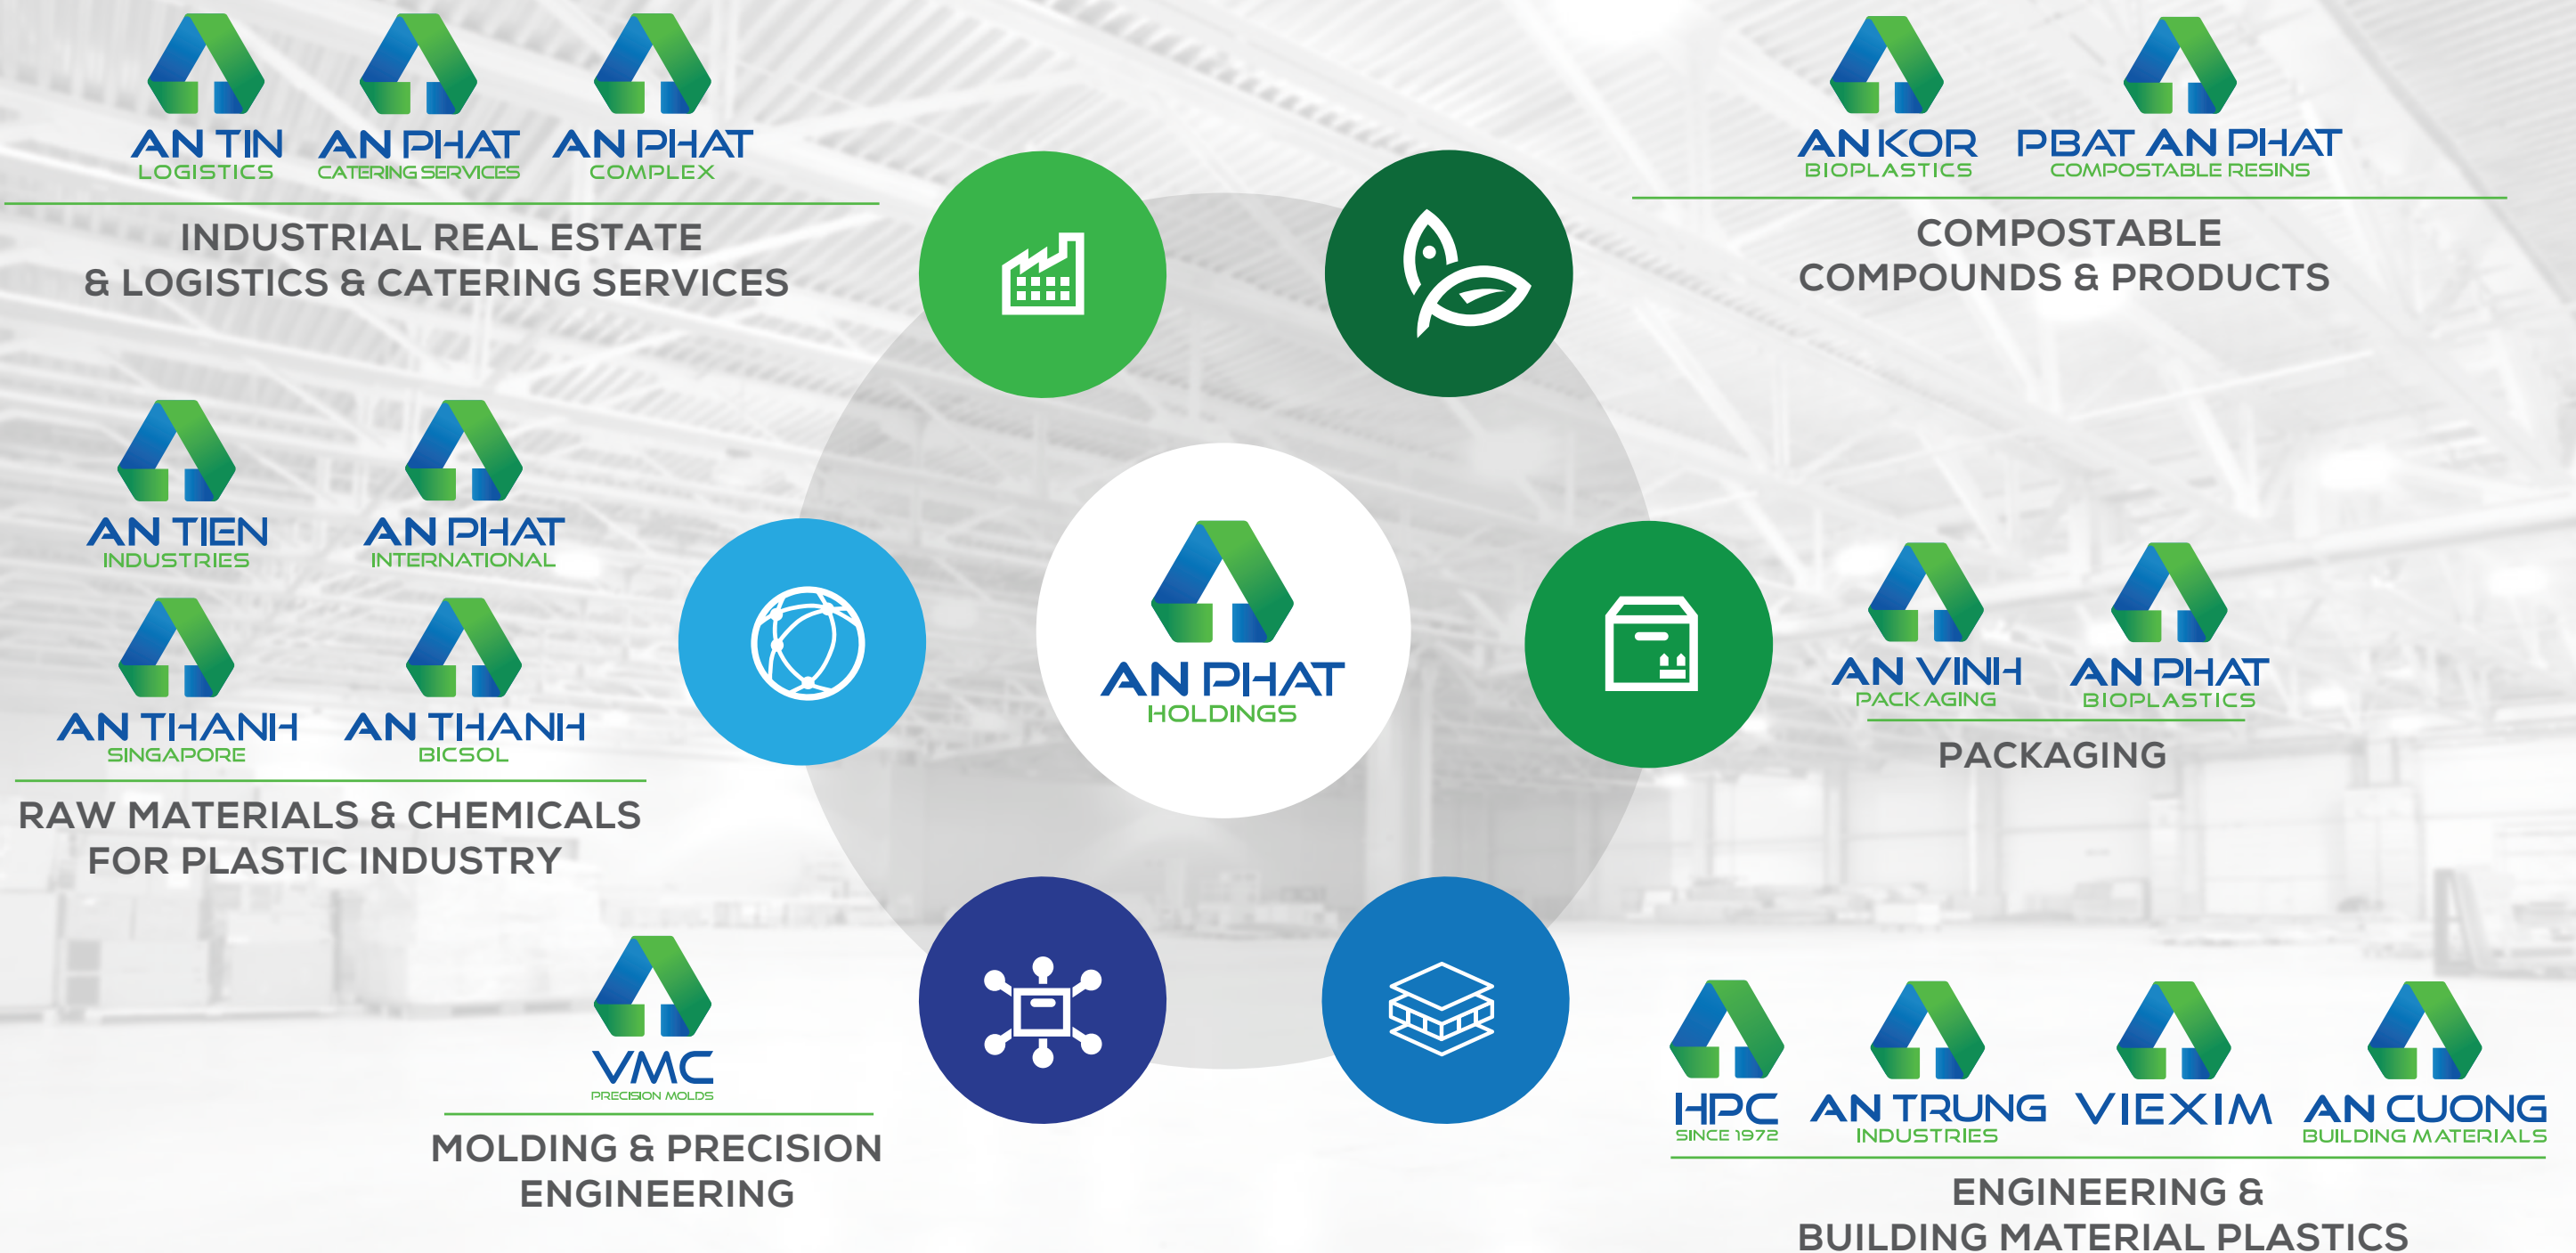 AN TIN
LOGISTICS
AN PHAT
CATERING SERVICES
AN PHAT
COMPLEX
INDUSTRIAL REAL ESTATE
& LOGISTICS & CATERING SERVICES
ANKOR
BIOPLASTICS
PBAT AN PHAT
COMPOSTABLE RESINS
COMPOSTABLE
COMPOUNDS & PRODUCTS
AN TIEN
INDUSTRIES
AN PHAT
INTERNATIONAL
AN THANH
SINGAPORE
AN THANH
BICSOL
RAW MATERIALS & CHEMICALS
FOR PLASTIC INDUSTRY
AN PHAT
HOLDINGS
AN VINH
PACKAGING
AN PHAT
BIOPLASTICS
PACKAGING
VMC
PRECISION MOLDS
MOLDING & PRECISION
ENGINEERING
HPC
SINCE 1972
AN TRUNG
INDUSTRIES
VIEXIM
AN CUONG
BUILDING MATERIALS
ENGINEERING &
BUILDING MATERIAL PLASTICS